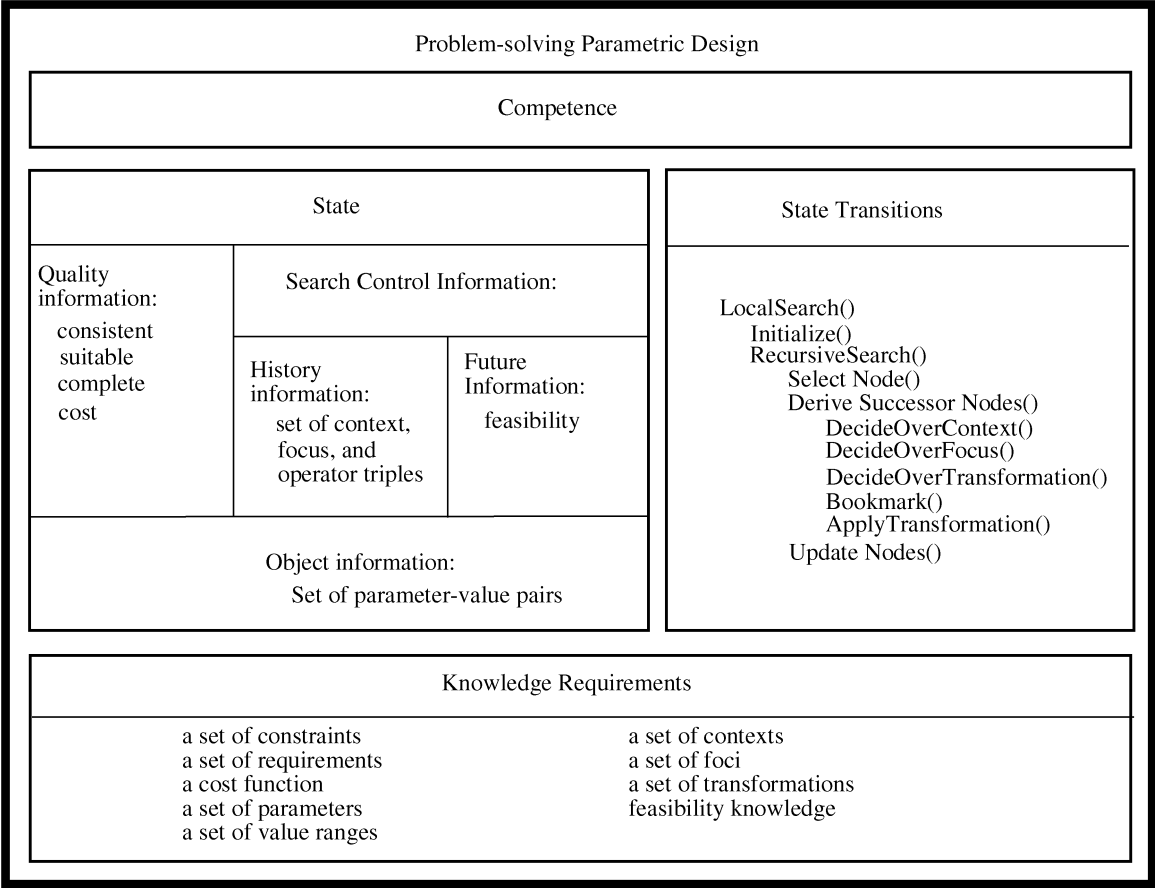 Problem-solving Parametric Design
Competence
State
Quality
information:
consistent
suitable
complete
cost
Search Control Information:
History
information:
set of context,
focus, and
operator triples
Future
Information:
feasibility
Object information:
Set of parameter-value pairs
State Transitions
LocalSearch()
Initialize()
RecursiveSearch()
Select Node()
Derive Successor Nodes()
DecideOverContext()
DecideOverFocus()
DecideOverTransformation()
Bookmark()
ApplyTransformation()
Update Nodes()
Knowledge Requirements
a set of constraints
a set of requirements
a cost function
a set of parameters
a set of value ranges
a set of contexts
a set of foci
a set of transformations
feasibility knowledge